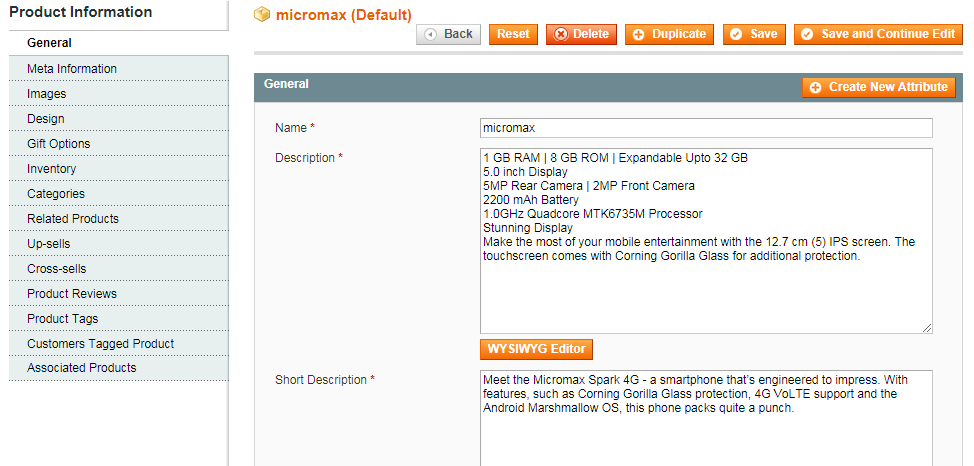 Product Information
General
Meta Information
Images
Design
Gift Options
Inventory
Categories
Related Products
Up-sells
Cross-sells
Product Reviews
Product Tags
Customers Tagged Product
Associated Products
micromax (Default)
Back Reset Delete Duplicate Save Save and Continue Edit
General Create New Attribute
Name * micromax
Description * 1 GB RAM | 8 GB ROM | Expandable Upto 32 GB
5.0 inch Display
5MP Rear Camera | 2MP Front Camera
2200 mAh Battery
1.0GHz Quadcore MTK6735M Processor
Stunning Display
Make the most of your mobile entertainment with the 12.7 cm (5) IPS screen. The
touchscreen comes with Corning Gorilla Glass for additional protection.
WYSIWYG Editor
Short Description * Meet the Micromax Spark 4G - a smartphone that's engineered to impress. With
features, such as Corning Gorilla Glass protection, 4G VoLTE support and the
Android Marshmallow OS, this phone packs quite a punch.